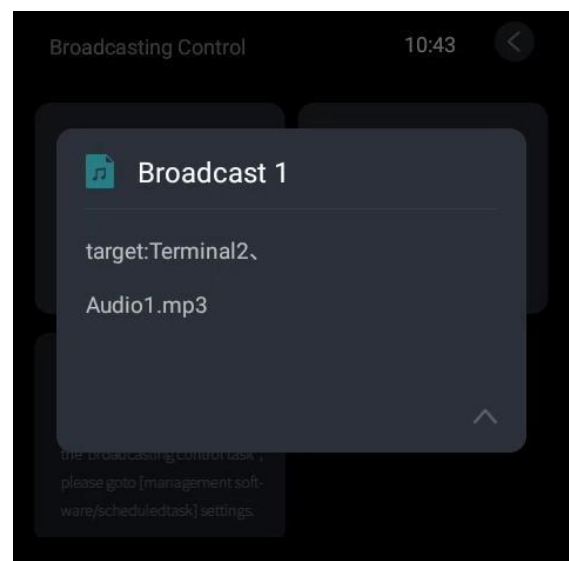 Broadcasting Control
10:43
Broadcast 1
target:Terminal2、
Audio1.mp3
the "broadcasting control task",
please goto [management soft-
ware/scheduledtask] settings.